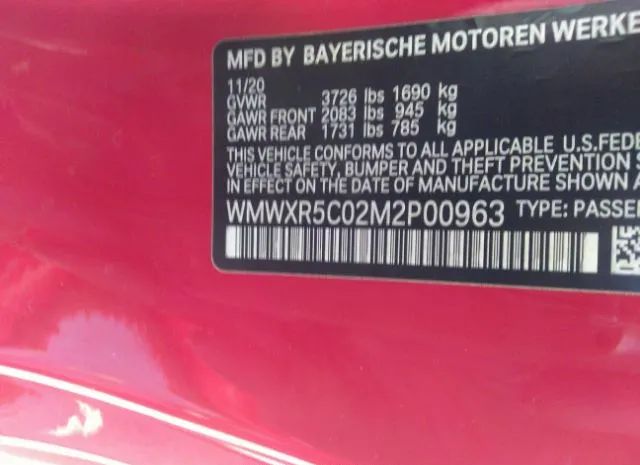 MFD BY BAYERISCHE MOTOREN WERKE
11/20
GVWR 3726 lbs 1690 kg
GAWR FRONT 2083 lbs 945 kg
GAWR REAR 1731 lbs 785 kg
THIS VEHICLE CONFORMS TO ALL APPLICABLE U.S.FEDE
VEHICLE SAFETY, BUMPER AND THEFT PREVENTION S
EFFECT ON THE DATE OF MANUFACTURE SHOWN A
WMWXR5C02M2P00963 TYPE: PASSEN